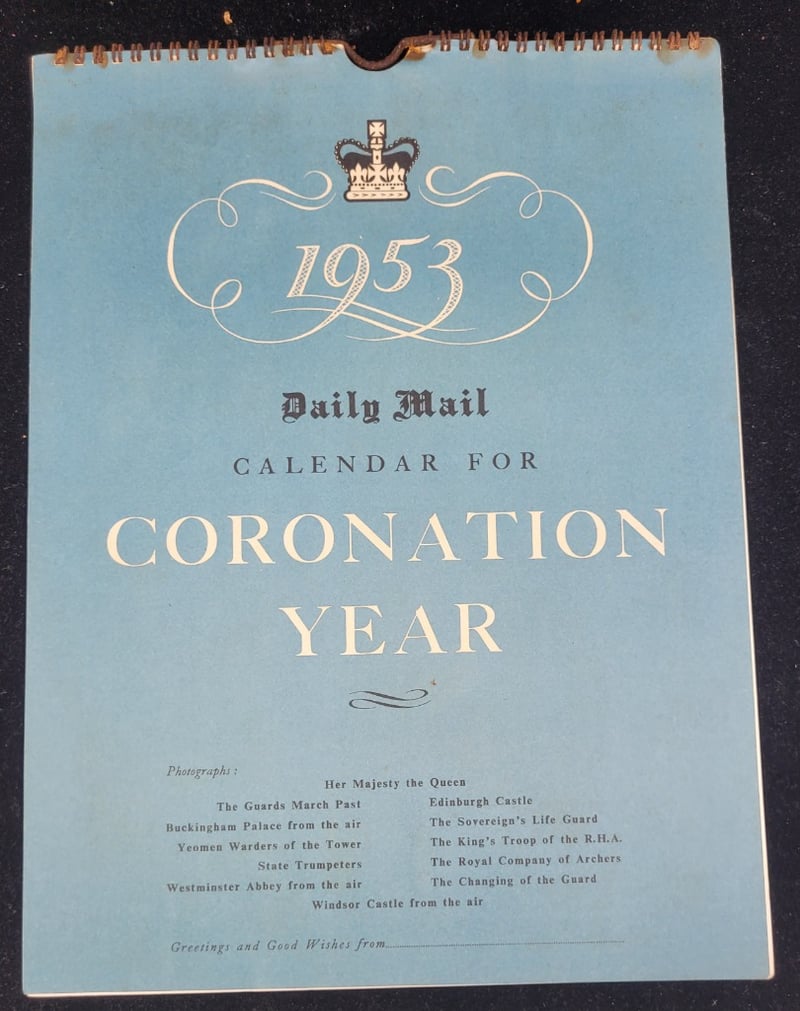 1953
Daily Mail
CALENDAR FOR
CORONATION
YEAR
Photographs :
Her Majesty the Queen
The Guards March Past
Buckingham Palace from the air
Yeomen Warders of the Tower
State Trumpeters
Westminster Abbey from the air
Edinburgh Castle
The Sovereign's Life Guard
The King's Troop of the R.H.A.
The Royal Company of Archers
The Changing of the Guard
Windsor Castle from the air
Greetings and Good Wishes from